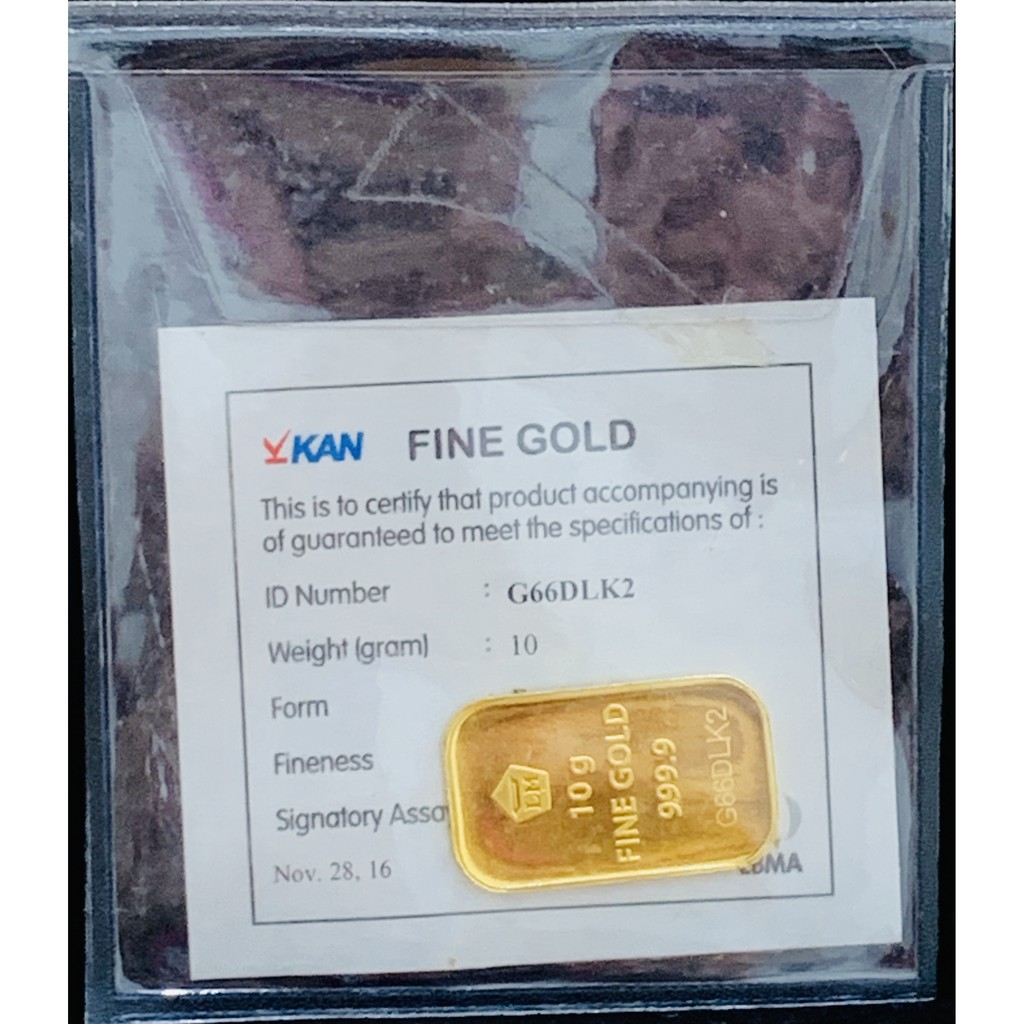 KAN FINE GOLD
This is to certify that product accompanying is
of guaranteed to meet the specifications of :
ID Number : G66DLK2
Weight (gram) : 10
Form
Fineness
Signatory Assa
Nov. 28, 16
LM
10 g
FINE GOLD
999.9
G66DLK2
LBMA